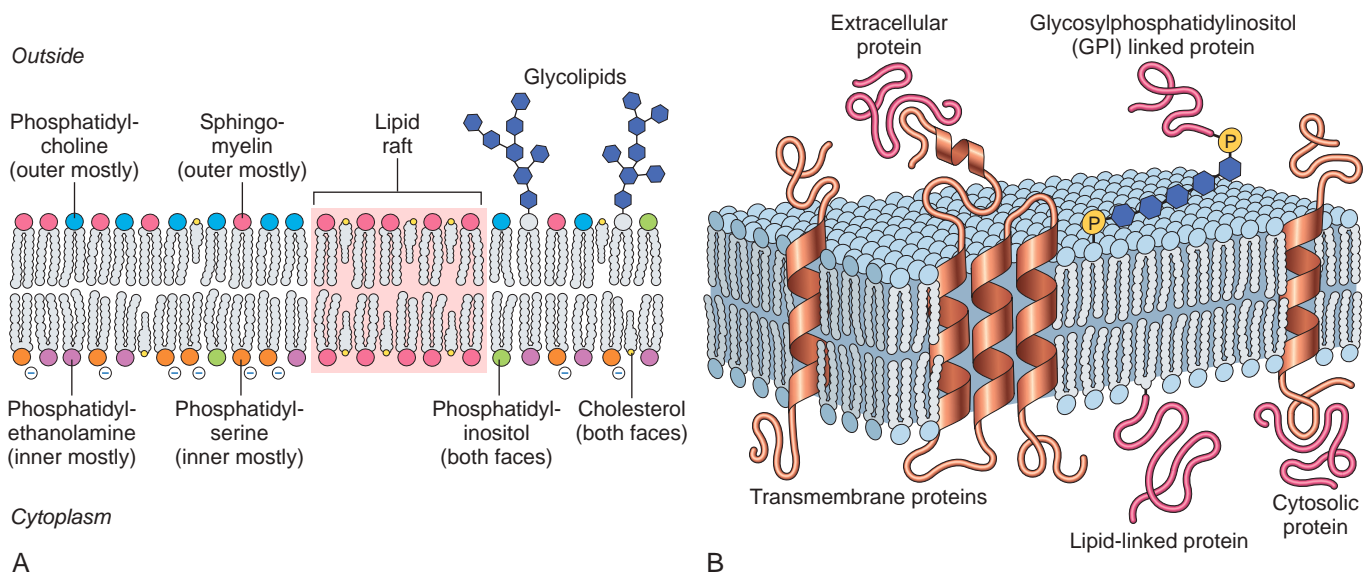 Outside
Phosphatidyl-
choline
(outer mostly)
Sphingo-
myelin
(outer mostly)
Lipid
raft
Glycolipids
Phosphatidyl-
ethanolamine
(inner mostly)
Phosphatidyl-
serine
(inner mostly)
Phosphatidyl-
inositol
(both faces)
Cholesterol
(both faces)
Cytoplasm
A
Extracellular
protein
Glycosylphosphatidylinositol
(GPI) linked protein
P
P
Transmembrane proteins
Lipid-linked protein
Cytosolic
protein
B